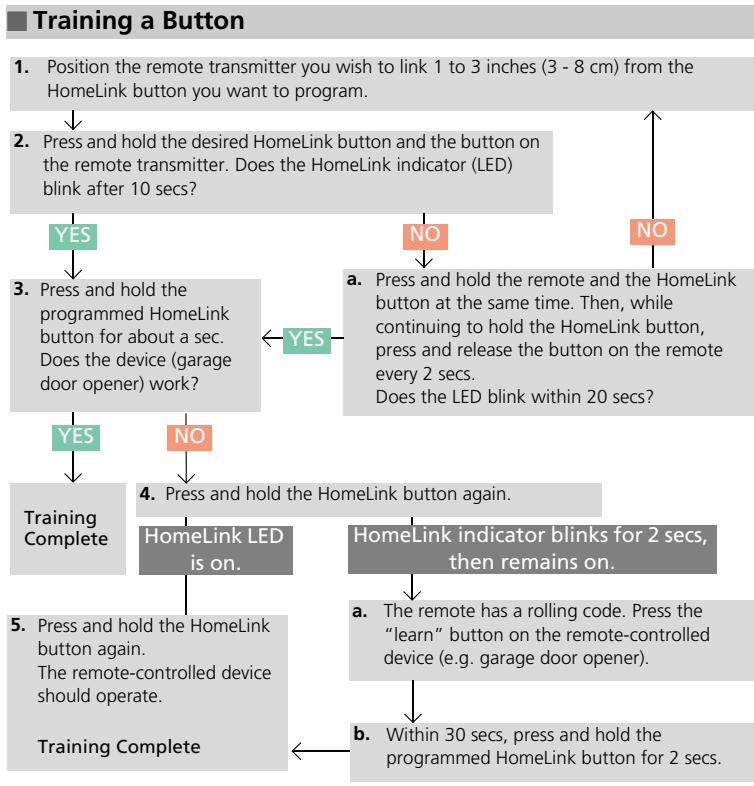 Training a Button
1. Position the remote transmitter you wish to link 1 to 3 inches (3 - 8 cm) from the
HomeLink button you want to program.
2. Press and hold the desired HomeLink button and the button on
the remote transmitter. Does the HomeLink indicator (LED)
blink after 10 secs?
YES
NO
NO
3. Press and hold the
programmed HomeLink
button for about a sec.
Does the device (garage
door opener) work?
YES
a. Press and hold the remote and the HomeLink
button at the same time. Then, while
continuing to hold the HomeLink button,
press and release the button on the remote
every 2 secs.
Does the LED blink within 20 secs?
YES
NO
Training
Complete
4. Press and hold the HomeLink button again.
HomeLink LED
is on.
HomeLink indicator blinks for 2 secs,
then remains on.
a. The remote has a rolling code. Press the
“learn” button on the remote-controlled
device (e.g. garage door opener).
b. Within 30 secs, press and hold the
programmed HomeLink button for 2 secs.
5. Press and hold the HomeLink
button again.
The remote-controlled device
should operate.
Training Complete